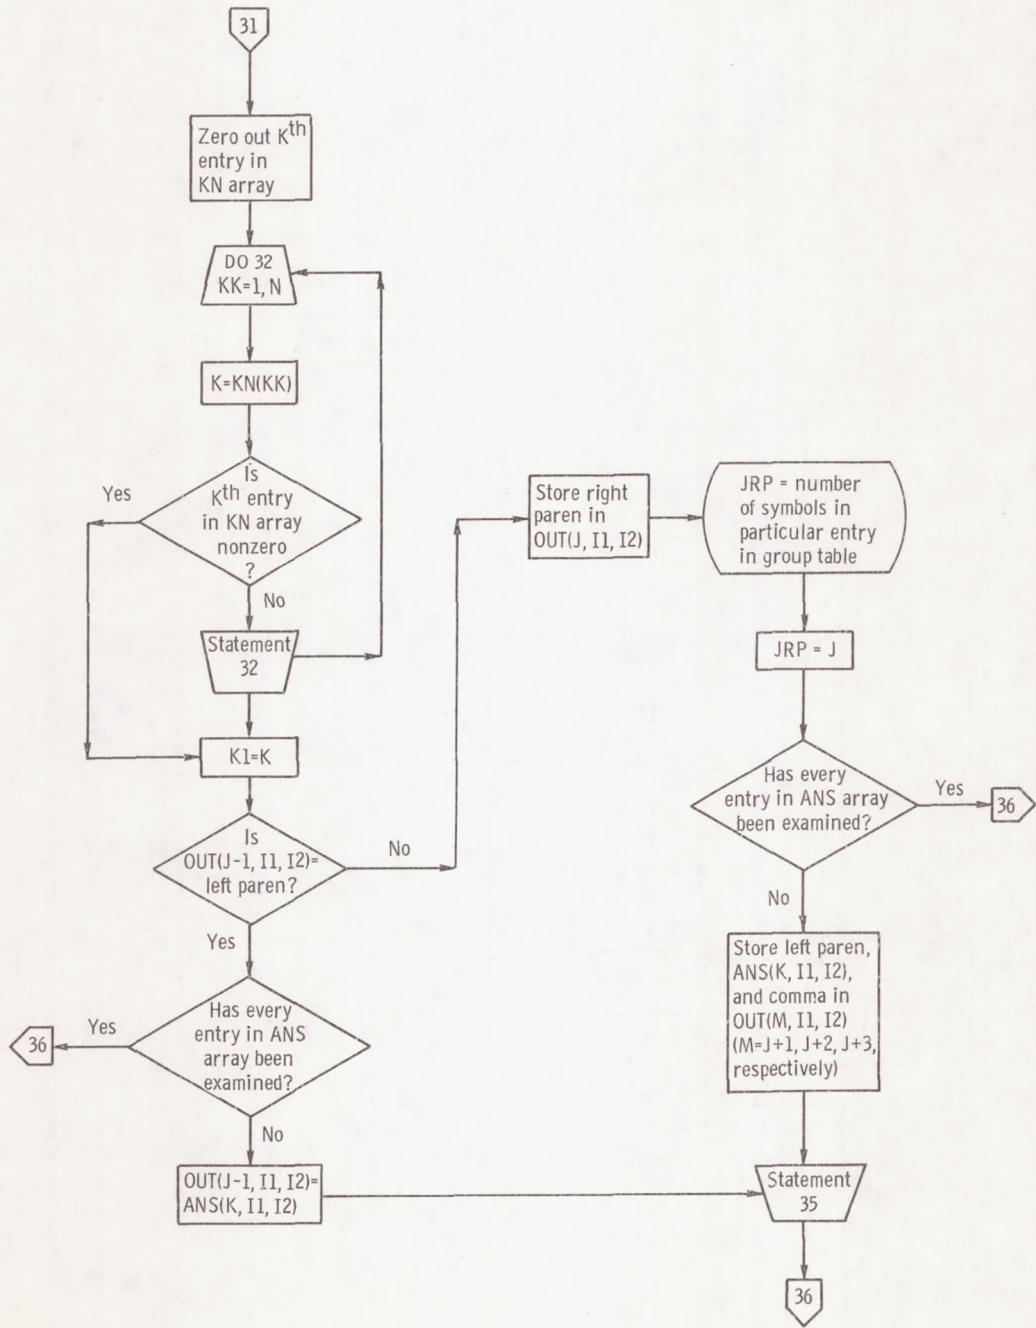 31
Zero out Kth
entry in
KN array
DO 32
KK=1, N
K=KN(KK)
Is
Kth entry
in KN array
nonzero
?
Yes
No
Statement
32
K1=K
Is
OUT(J-1, I1, I2)=
left paren?
No
Yes
Has every
entry in ANS
array been
examined?
Yes
36
No
OUT(J-1, I1, I2)=
ANS(K, I1, I2)
Store right
paren in
OUT(J, I1, I2)
JRP = number
of symbols in
particular entry
in group table
JRP = J
Has every
entry in ANS array
been examined?
Yes
36
No
Store left paren,
ANS(K, I1, I2),
and comma in
OUT(M, I1, I2)
(M=J+1, J+2, J+3,
respectively)
Statement
35
36